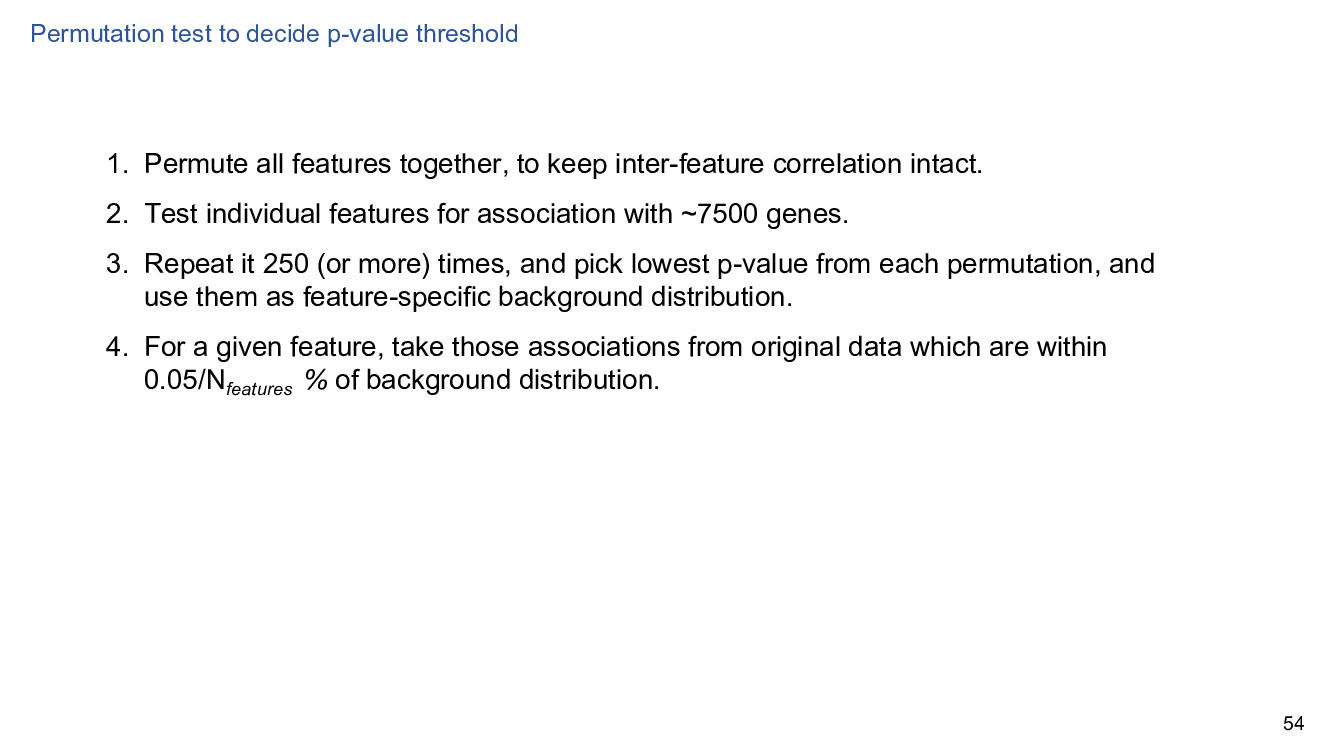 Permutation test to decide p-value threshold
1. Permute all features together, to keep inter-feature correlation intact.
2. Test individual features for association with ~7500 genes.
3. Repeat it 250 (or more) times, and pick lowest p-value from each permutation, and
use them as feature-specific background distribution.
4. For a given feature, take those associations from original data which are within
0.05/Nfeatures % of background distribution.
54